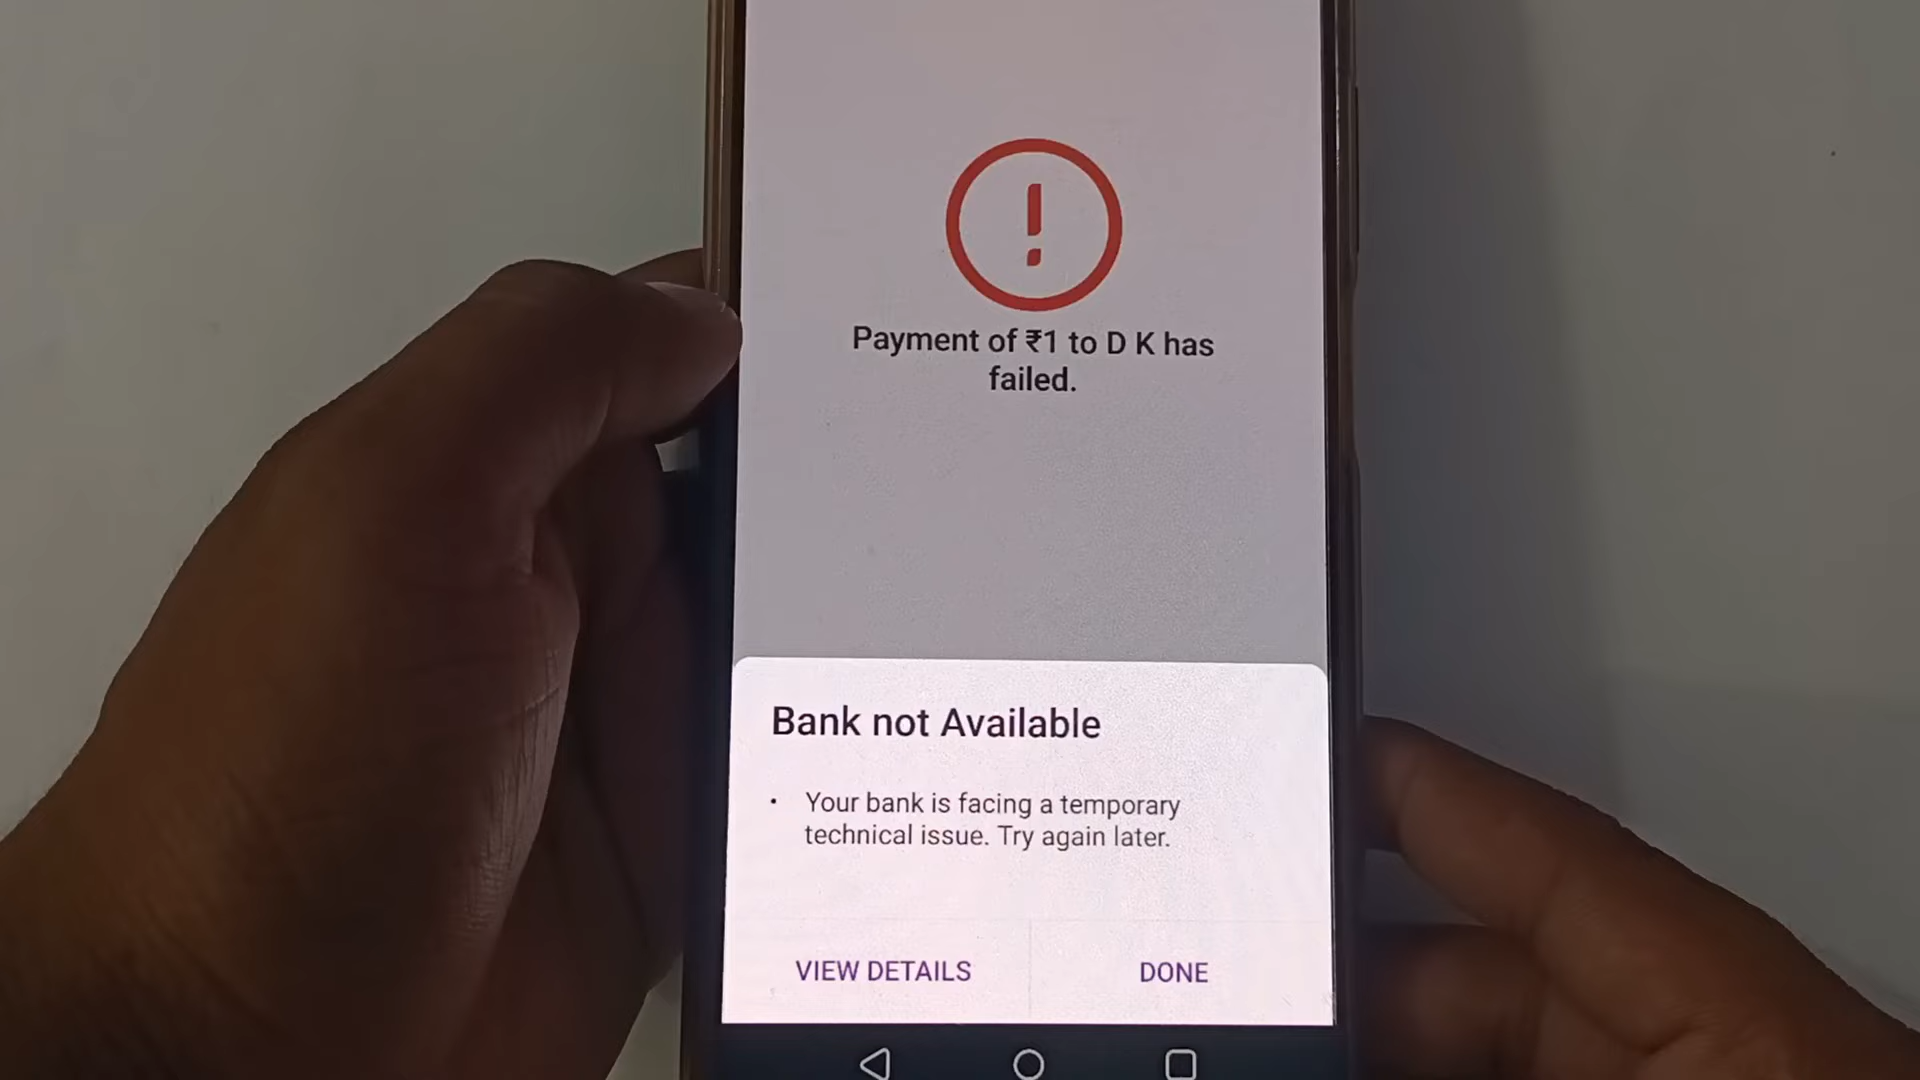 Payment of ₹1 to D K has
failed.
Bank not Available
• Your bank is facing a temporary
technical issue. Try again later.
VIEW DETAILS
DONE